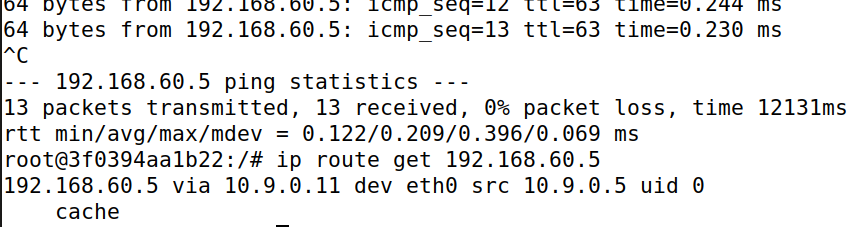 64 bytes from 192.168.60.5: icmp_seq=12 ttl=63 time=0.244 ms
64 bytes from 192.168.60.5: icmp_seq=13 ttl=63 time=0.230 ms
^C
--- 192.168.60.5 ping statistics ---
13 packets transmitted, 13 received, 0% packet loss, time 12131ms
rtt min/avg/max/mdev = 0.122/0.209/0.396/0.069 ms
root@3f0394aa1b22:/# ip route get 192.168.60.5
192.168.60.5 via 10.9.0.11 dev eth0 src 10.9.0.5 uid 0
    cache